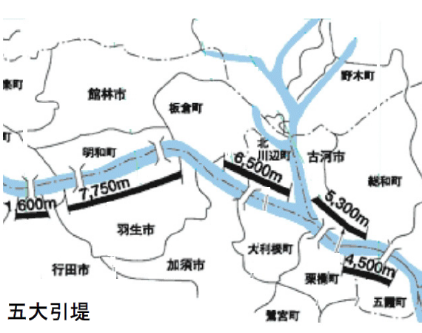 野木町
楽町
館林市
板倉町
町
明和町
北
川辺町
古河市
総和町
6,500m
7,750m
1,600m
5,300m
羽生市
大利根町
4,500m
行田市
加須市
栗橋町
五霞町
鷲宮町
五大引堤